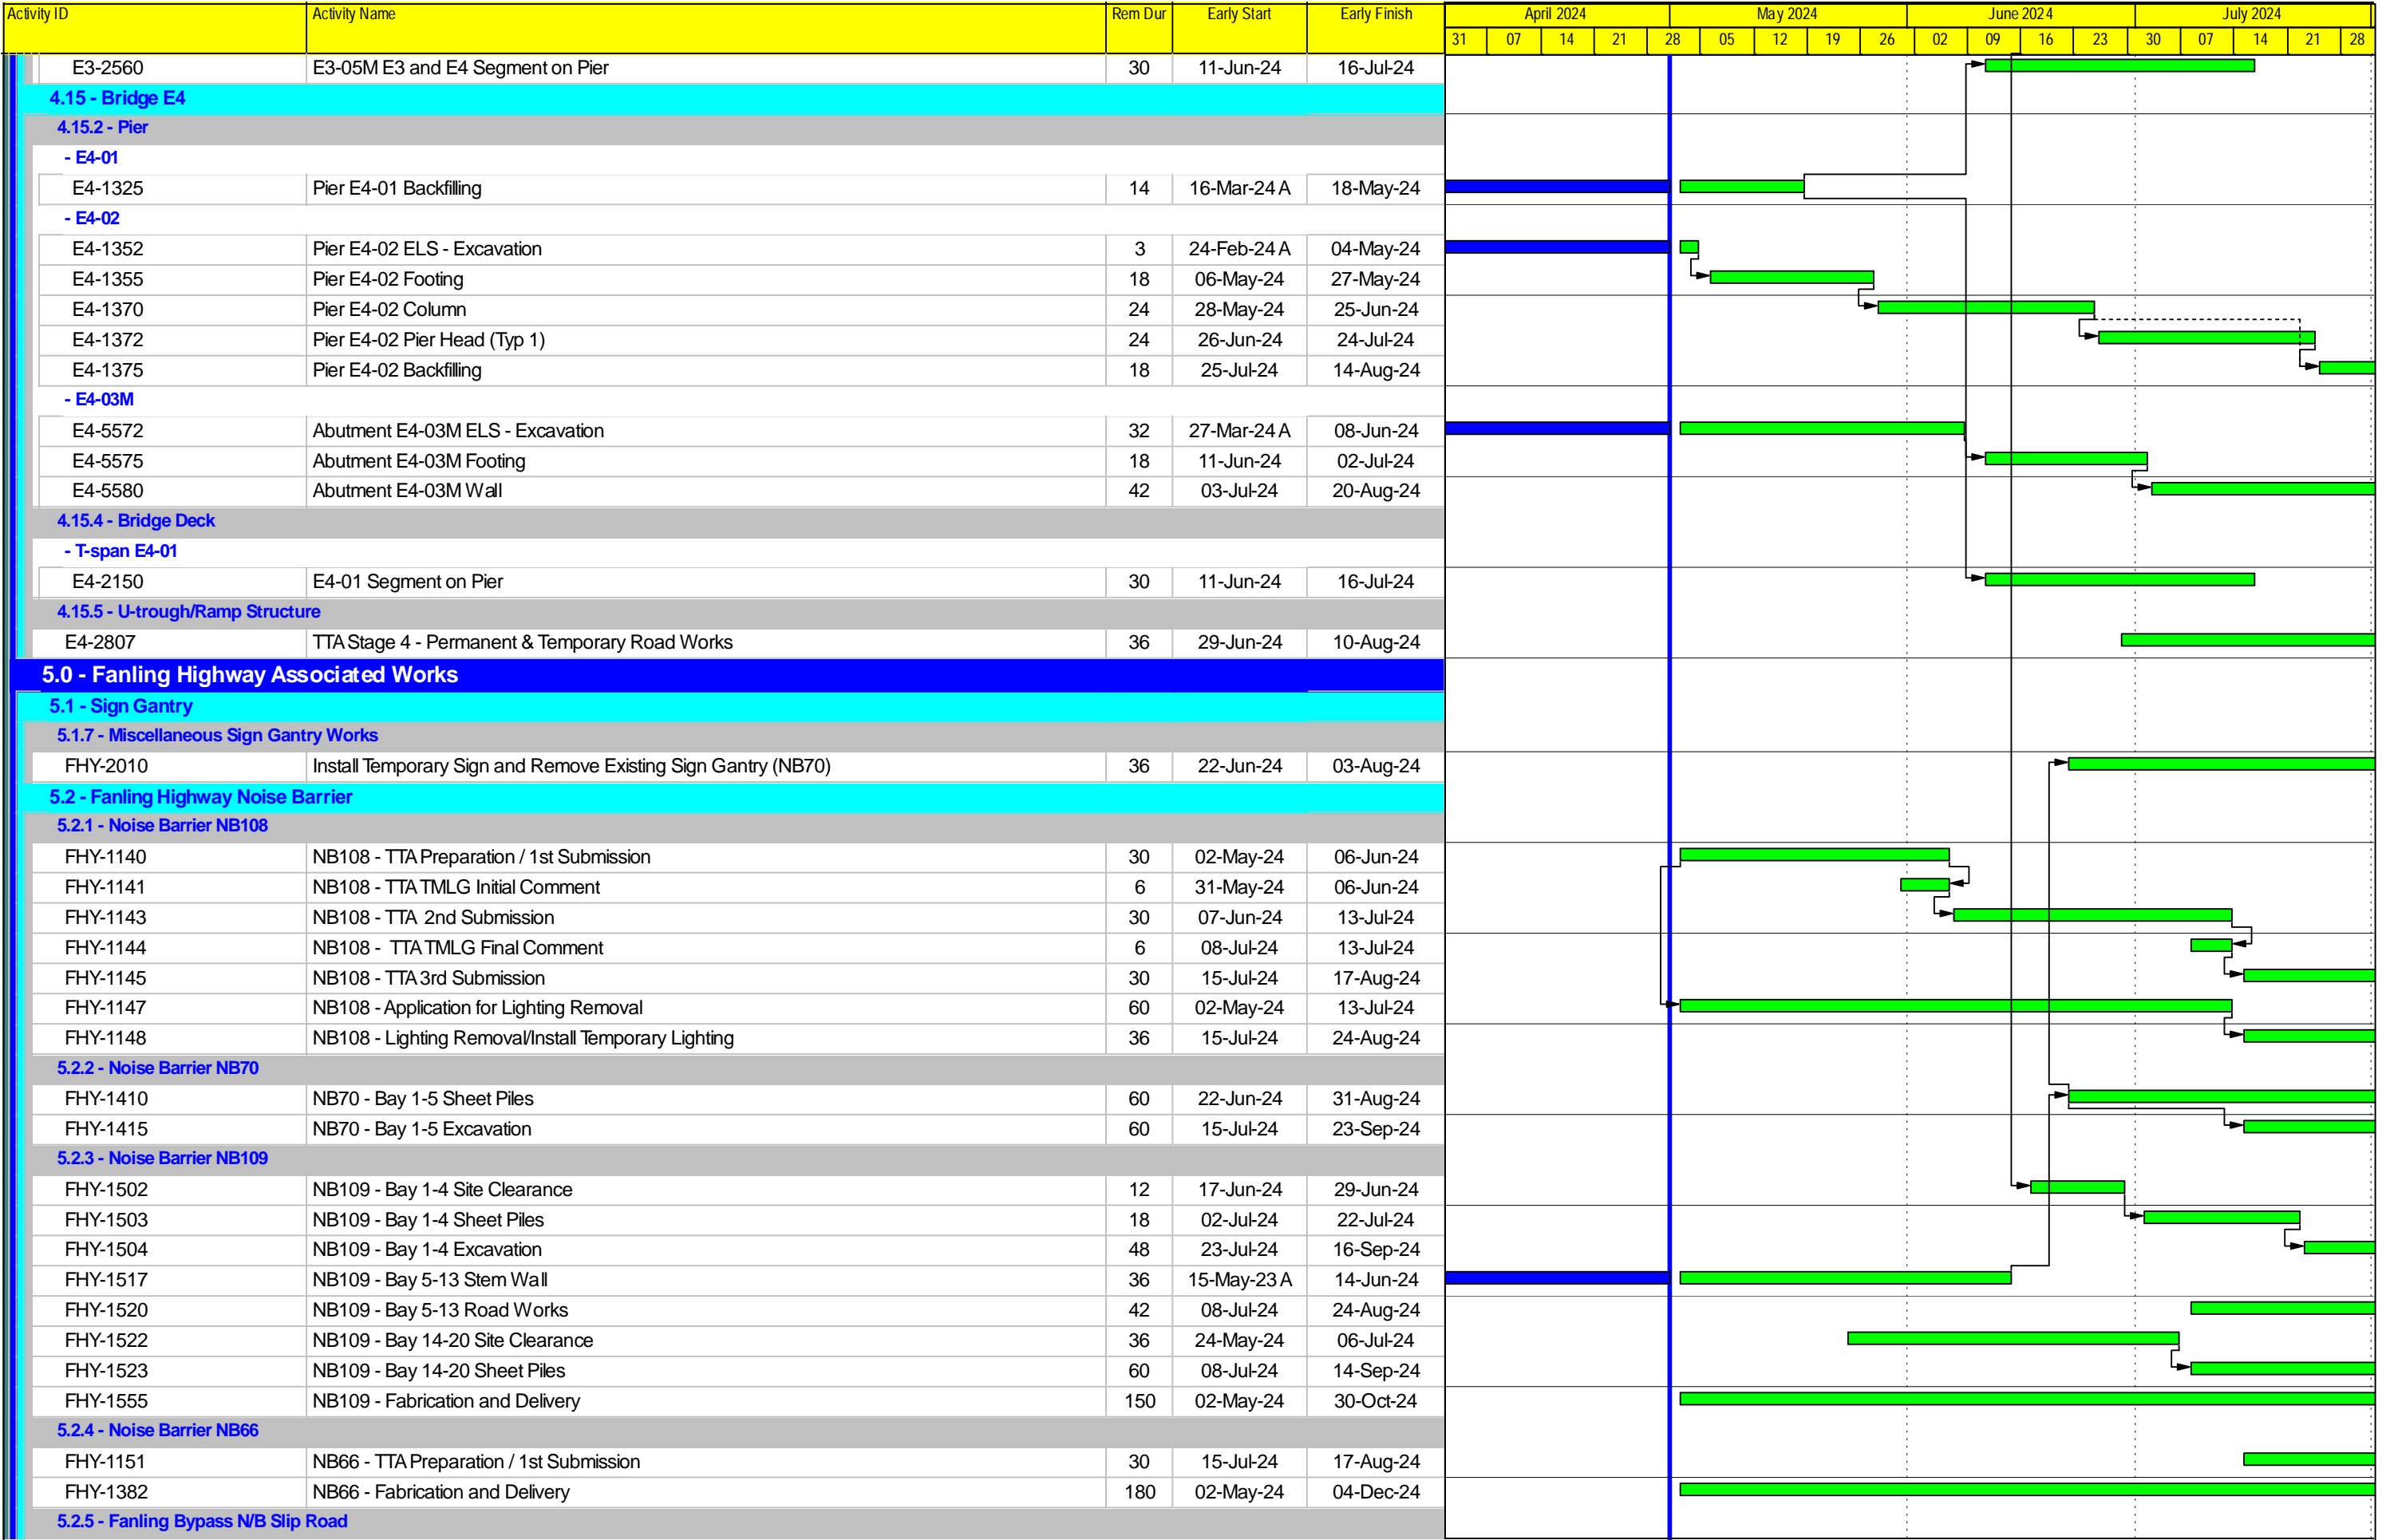 Activity ID Activity Name Rem Dur Early Start Early Finish April 2024 May 2024 June 2024 July 2024
31 07 14 21 28 05 12 19 26 02 09 16 23 30 07 14 21 28
E3-2560 E3-05M E3 and E4 Segment on Pier 30 11-Jun-24 16-Jul-24
4.15 - Bridge E4
4.15.2 - Pier
- E4-01
E4-1325 Pier E4-01 Backfilling 14 16-Mar-24 A 18-May-24
- E4-02
E4-1352 Pier E4-02 ELS - Excavation 3 24-Feb-24 A 04-May-24
E4-1355 Pier E4-02 Footing 18 06-May-24 27-May-24
E4-1370 Pier E4-02 Column 24 28-May-24 25-Jun-24
E4-1372 Pier E4-02 Pier Head (Typ 1) 24 26-Jun-24 24-Jul-24
E4-1375 Pier E4-02 Backfilling 18 25-Jul-24 14-Aug-24
- E4-03M
E4-5572 Abutment E4-03M ELS - Excavation 32 27-Mar-24 A 08-Jun-24
E4-5575 Abutment E4-03M Footing 18 11-Jun-24 02-Jul-24
E4-5580 Abutment E4-03M Wall 42 03-Jul-24 20-Aug-24
4.15.4 - Bridge Deck
- T-span E4-01
E4-2150 E4-01 Segment on Pier 30 11-Jun-24 16-Jul-24
4.15.5 - U-trough/Ramp Structure
E4-2807 TTA Stage 4 - Permanent & Temporary Road Works 36 29-Jun-24 10-Aug-24
5.0 - Fanling Highway Associated Works
5.1 - Sign Gantry
5.1.7 - Miscellaneous Sign Gantry Works
FHY-2010 Install Temporary Sign and Remove Existing Sign Gantry (NB70) 36 22-Jun-24 03-Aug-24
5.2 - Fanling Highway Noise Barrier
5.2.1 - Noise Barrier NB108
FHY-1140 NB108 - TTA Preparation / 1st Submission 30 02-May-24 06-Jun-24
FHY-1141 NB108 - TTA TMLG Initial Comment 6 31-May-24 06-Jun-24
FHY-1143 NB108 - TTA 2nd Submission 30 07-Jun-24 13-Jul-24
FHY-1144 NB108 - TTA TMLG Final Comment 6 08-Jul-24 13-Jul-24
FHY-1145 NB108 - TTA 3rd Submission 30 15-Jul-24 17-Aug-24
FHY-1147 NB108 - Application for Lighting Removal 60 02-May-24 13-Jul-24
FHY-1148 NB108 - Lighting Removal/Install Temporary Lighting 36 15-Jul-24 24-Aug-24
5.2.2 - Noise Barrier NB70
FHY-1410 NB70 - Bay 1-5 Sheet Piles 60 22-Jun-24 31-Aug-24
FHY-1415 NB70 - Bay 1-5 Excavation 60 15-Jul-24 23-Sep-24
5.2.3 - Noise Barrier NB109
FHY-1502 NB109 - Bay 1-4 Site Clearance 12 17-Jun-24 29-Jun-24
FHY-1503 NB109 - Bay 1-4 Sheet Piles 18 02-Jul-24 22-Jul-24
FHY-1504 NB109 - Bay 1-4 Excavation 48 23-Jul-24 16-Sep-24
FHY-1517 NB109 - Bay 5-13 Stem Wall 36 15-May-23 A 14-Jun-24
FHY-1520 NB109 - Bay 5-13 Road Works 42 08-Jul-24 24-Aug-24
FHY-1522 NB109 - Bay 14-20 Site Clearance 36 24-May-24 06-Jul-24
FHY-1523 NB109 - Bay 14-20 Sheet Piles 60 08-Jul-24 14-Sep-24
FHY-1555 NB109 - Fabrication and Delivery 150 02-May-24 30-Oct-24
5.2.4 - Noise Barrier NB66
FHY-1151 NB66 - TTA Preparation / 1st Submission 30 15-Jul-24 17-Aug-24
FHY-1382 NB66 - Fabrication and Delivery 180 02-May-24 04-Dec-24
5.2.5 - Fanling Bypass N/B Slip Road